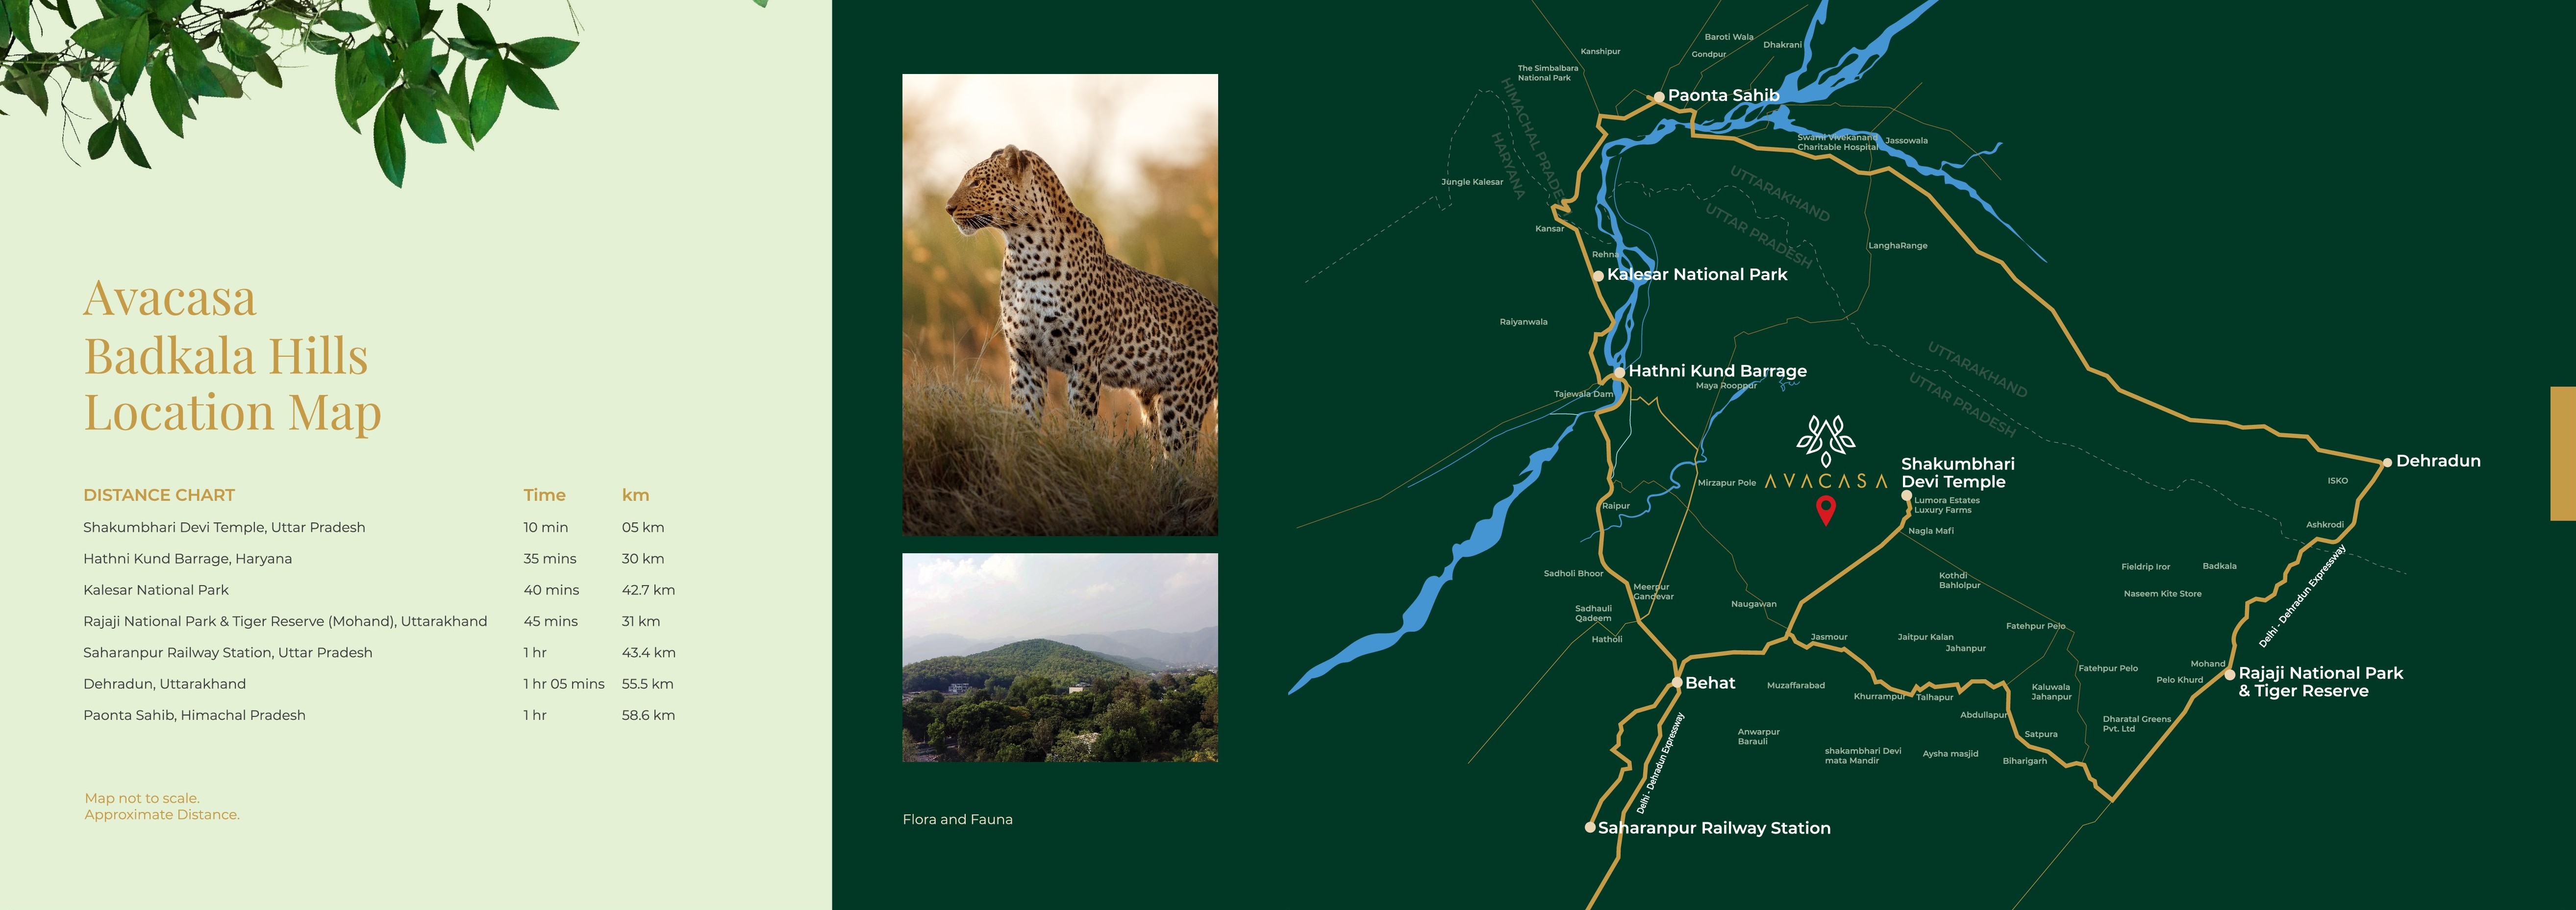 Avacasa
Badkala Hills
Location Map
DISTANCE CHART Time km
Shakumbhari Devi Temple, Uttar Pradesh 10 min 05 km
Hathni Kund Barrage, Haryana 35 mins 30 km
Kalesar National Park 40 mins 42.7 km
Rajaji National Park & Tiger Reserve (Mohand), Uttarakhand 45 mins 31 km
Saharanpur Railway Station, Uttar Pradesh 1 hr 43.4 km
Dehradun, Uttarakhand 1 hr 05 mins 55.5 km
Paonta Sahib, Himachal Pradesh 1 hr 58.6 km
Map not to scale.
Approximate Distance.
Flora and Fauna
Baroti Wala
Dhakrani
Kanshipur
Gondpur
The Simbalbara
National Park
Paonta Sahib
HIMACHAL PRADE
HARYANA
Swami Vivekanand
Charitable Hospital
Jassowala
Jungle Kalesar
UTTARAKHAND
UTTAR PRADESH
Kansar
LanghaRange
Rehna
Kalesar National Park
Raiyanwala
UTTARAKHAND
UTTAR PRADESH
Hathni Kund Barrage
Maya Rooppur
Tajewala Dam
AVACASA
Shakumbhari
Devi Temple
Dehradun
ISKO
Mirzapur Pole
Lumora Estates
Luxury Farms
Raipur
Nagla Mafi
Ashkrodi
Delhi - Dehradun Expressway
Fieldrip Iror
Badkala
Sadholi Bhoor
Kothdi
Bahlolpur
Meerpur
Gandevar
Naseem Kite Store
Naugawan
Sadhauli
Qadeem
Fatehpur Pelo
Hatholi
Jasmour
Jaitpur Kalan
Jahanpur
Mohand
Fatehpur Pelo
Pelo Khurd
Rajaji National Park
& Tiger Reserve
Behat
Muzaffarabad
Khurrampur
Talhapur
Kaluwala
Jahanpur
Abdullapur
Dharatal Greens
Pvt. Ltd
Anwarpur
Barauli
Satpura
shakambhari Devi
mata Mandir
Aysha masjid
Biharigarh
Delhi - Dehradun Expressway
Saharanpur Railway Station